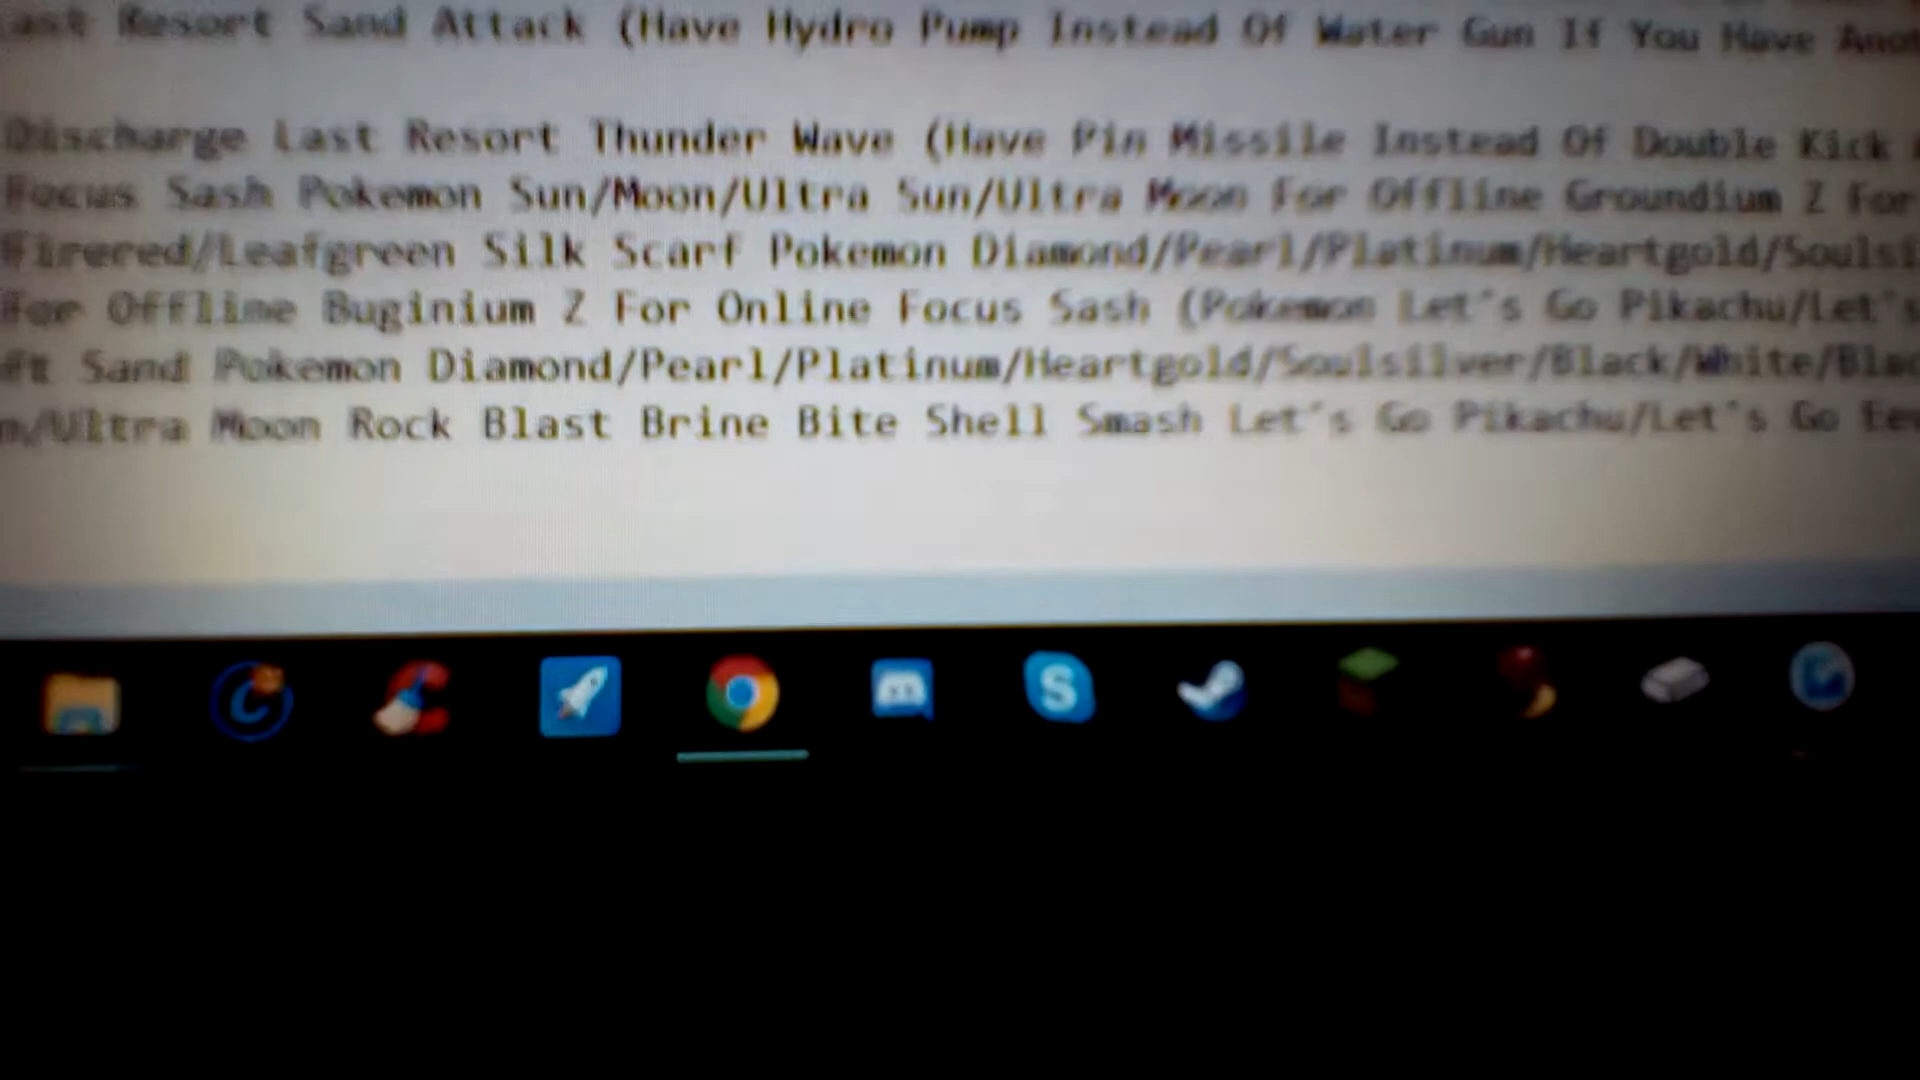 Last Resort Sand Attack (Have Hydro Pump Instead Of Water Gun If You Have
Discharge Last Resort Thunder Wave (Have Pin Missile Instead Of Double Kick
Focus Sash Pokemon Sun/Moon/Ultra Sun/Ultra Moon For Offline Groundium Z For
Firered/Leafgreen Silk Scarf Pokemon Diamond/Pearl/Platinum/Heartgold/Soulsi
For Offline Buginium Z For Online Focus Sash (Pokemon Let's Go Pikachu/Let's
ft Sand Pokemon Diamond/Pearl/Platinum/Heartgold/Soulsilver/Black/White/Blac
n/Ultra Moon Rock Blast Brine Bite Shell Smash Let's Go Pikachu/Let's Go Eev